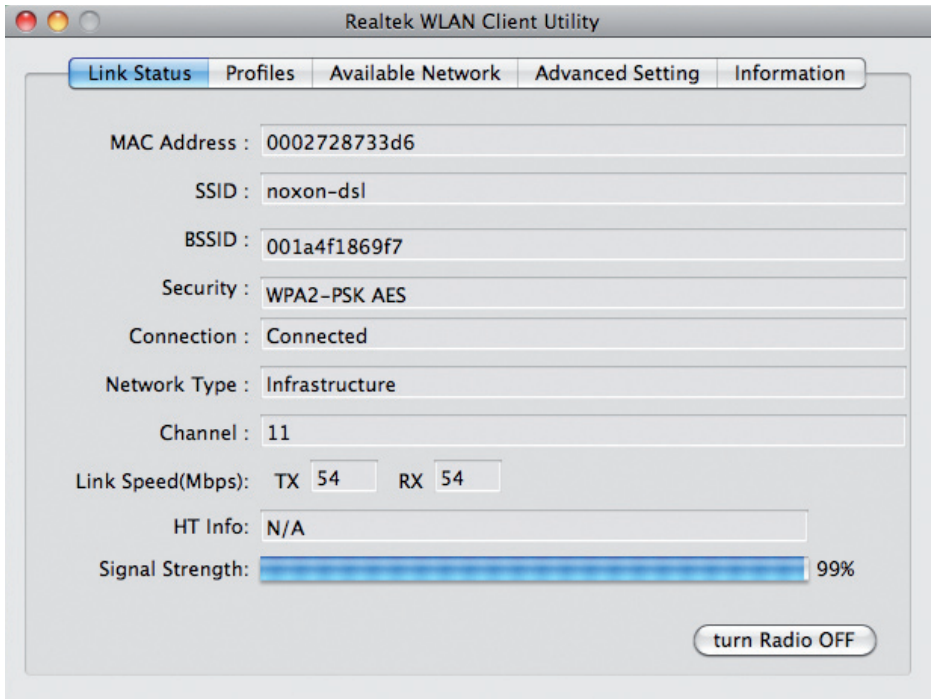 Realtek WLAN Client Utility
Link Status Profiles Available Network Advanced Setting Information
MAC Address : 0002728733d6
SSID : noxon-dsl
BSSID : 001a4f1869f7
Security : WPA2-PSK AES
Connection : Connected
Network Type : Infrastructure
Channel : 11
Link Speed(Mbps): TX 54 RX 54
HT Info: N/A
Signal Strength: 99%
turn Radio OFF